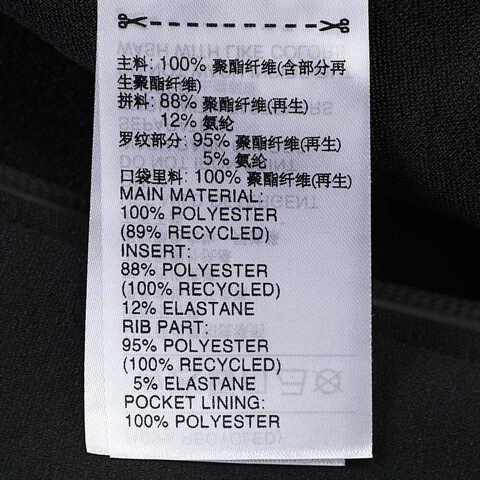 主料: 100% 聚酯纤维(含部分再
生聚酯纤维)
拼料: 88% 聚酯纤维(再生)
12% 氨纶
罗纹部分: 95% 聚酯纤维(再生)
5% 氨纶
口袋里料: 100% 聚酯纤维(再生)
MAIN MATERIAL:
100% POLYESTER
(89% RECYCLED)
INSERT:
88% POLYESTER
(100% RECYCLED)
12% ELASTANE
RIB PART:
95% POLYESTER
(100% RECYCLED)
5% ELASTANE
POCKET LINING:
100% POLYESTER